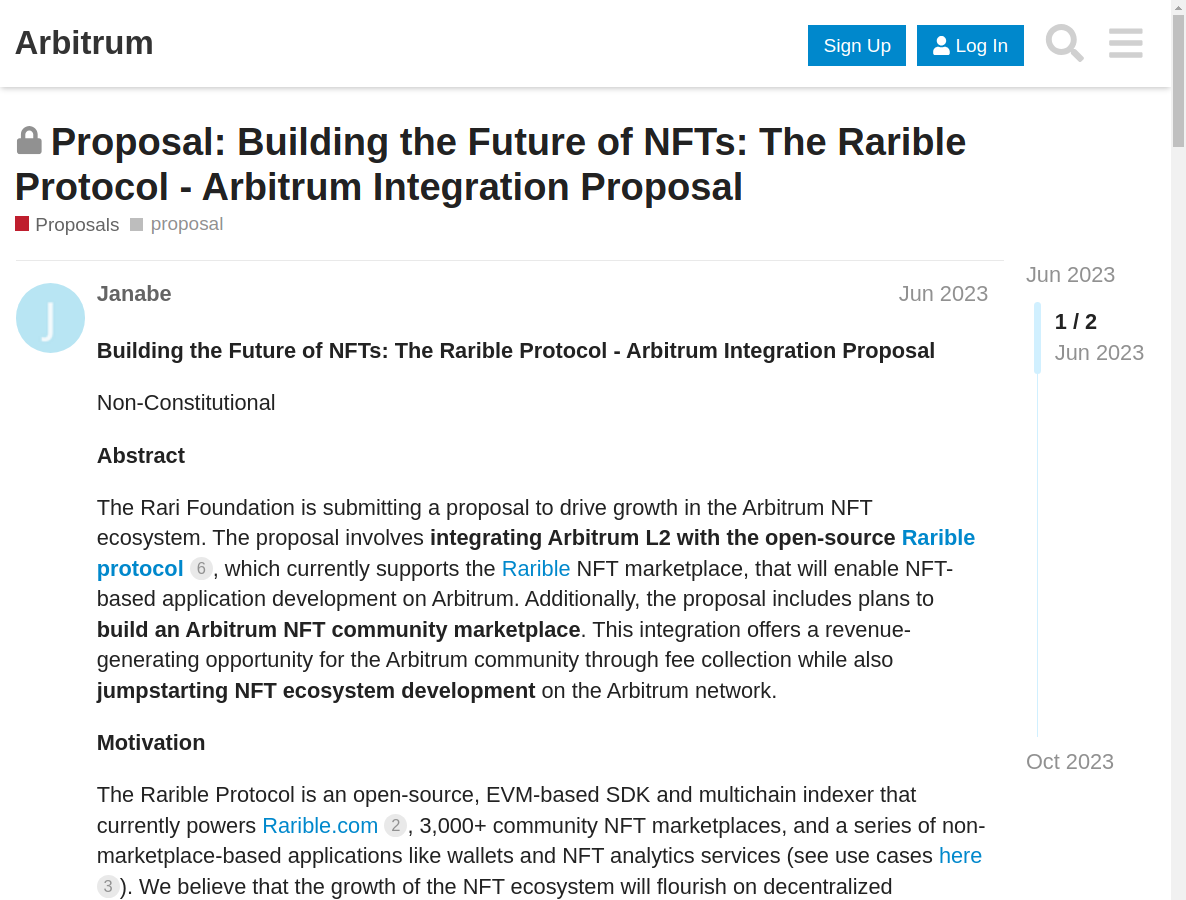 Arbitrum
Sign Up
Log In
Proposal: Building the Future of NFTs: The Rarible
Protocol - Arbitrum Integration Proposal
Proposals proposal
Janabe
Jun 2023
J
Building the Future of NFTs: The Rarible Protocol - Arbitrum Integration Proposal
Non-Constitutional
Abstract
The Rari Foundation is submitting a proposal to drive growth in the Arbitrum NFT
ecosystem. The proposal involves integrating Arbitrum L2 with the open-source Rarible
protocol 6, which currently supports the Rarible NFT marketplace, that will enable NFT-
based application development on Arbitrum. Additionally, the proposal includes plans to
build an Arbitrum NFT community marketplace. This integration offers a revenue-
generating opportunity for the Arbitrum community through fee collection while also
jumpstarting NFT ecosystem development on the Arbitrum network.
Motivation
The Rarible Protocol is an open-source, EVM-based SDK and multichain indexer that
currently powers Rarible.com 2, 3,000+ community NFT marketplaces, and a series of non-
marketplace-based applications like wallets and NFT analytics services (see use cases here
3). We believe that the growth of the NFT ecosystem will flourish on decentralized
Jun 2023
1 / 2
Jun 2023
Oct 2023